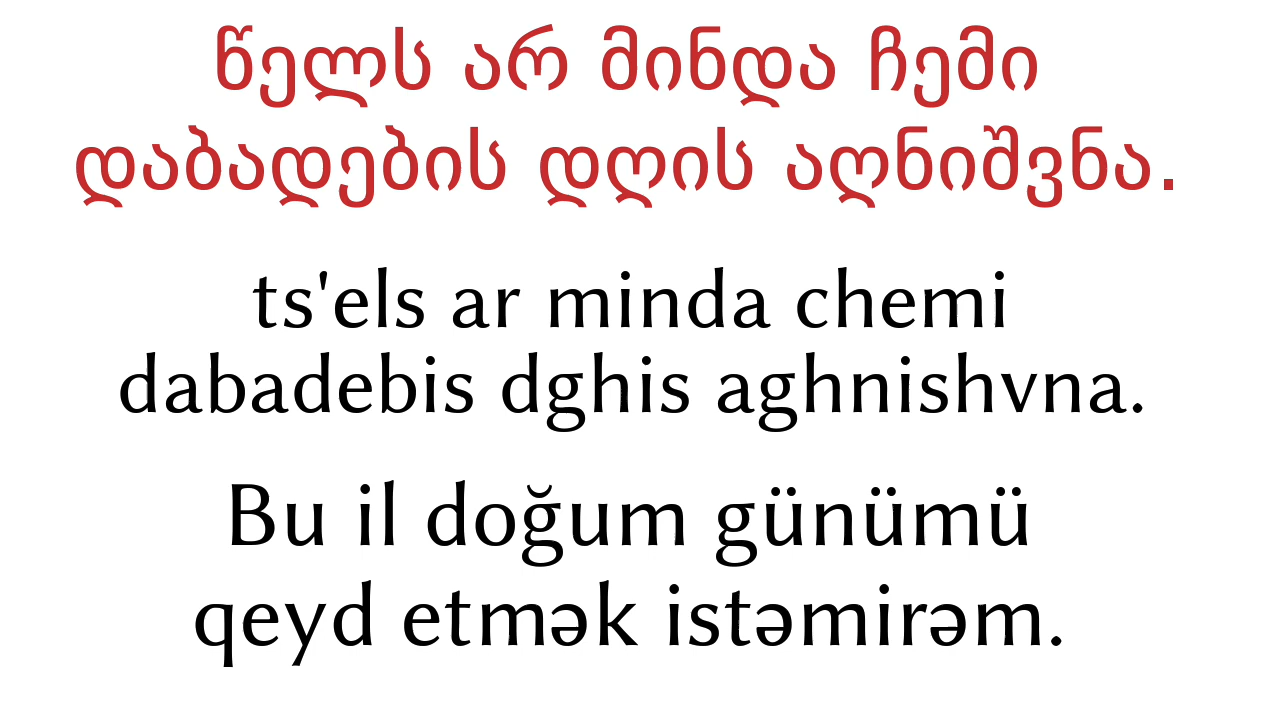 წელს არ მინდა ჩემი
დაბადების დღის აღნიშვნა.
ts'els ar minda chemi
dabadebis dghis aghnishvna.
Bu il doğum günümü
qeyd etmək istəmirəm.